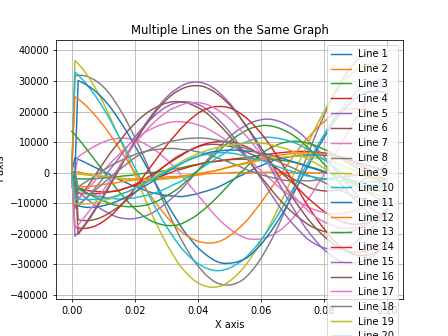 Multiple Lines on the Same Graph
40000
30000
20000
10000
0
-10000
-20000
-30000
-40000
0.00
0.02
0.04
0.06
0.08
X axis
axis
Line 1
Line 2
Line 3
Line 4
Line 5
Line 6
Line 7
Line 8
Line 9
Line 10
Line 11
Line 12
Line 13
Line 14
Line 15
Line 16
Line 17
Line 18
Line 19